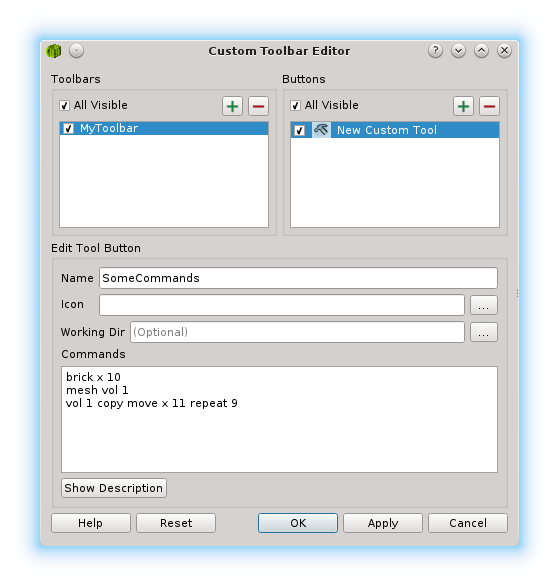 Custom Toolbar Editor
Toolbars
Buttons
All Visible
All Visible
MyToolbar
New Custom Tool
Edit Tool Button
Name SomeCommands
Icon
...
Working Dir (Optional)
...
Commands
brick x 10
mesh vol 1
vol 1 copy move x 11 repeat 9
Show Description
Help Reset OK Apply Cancel